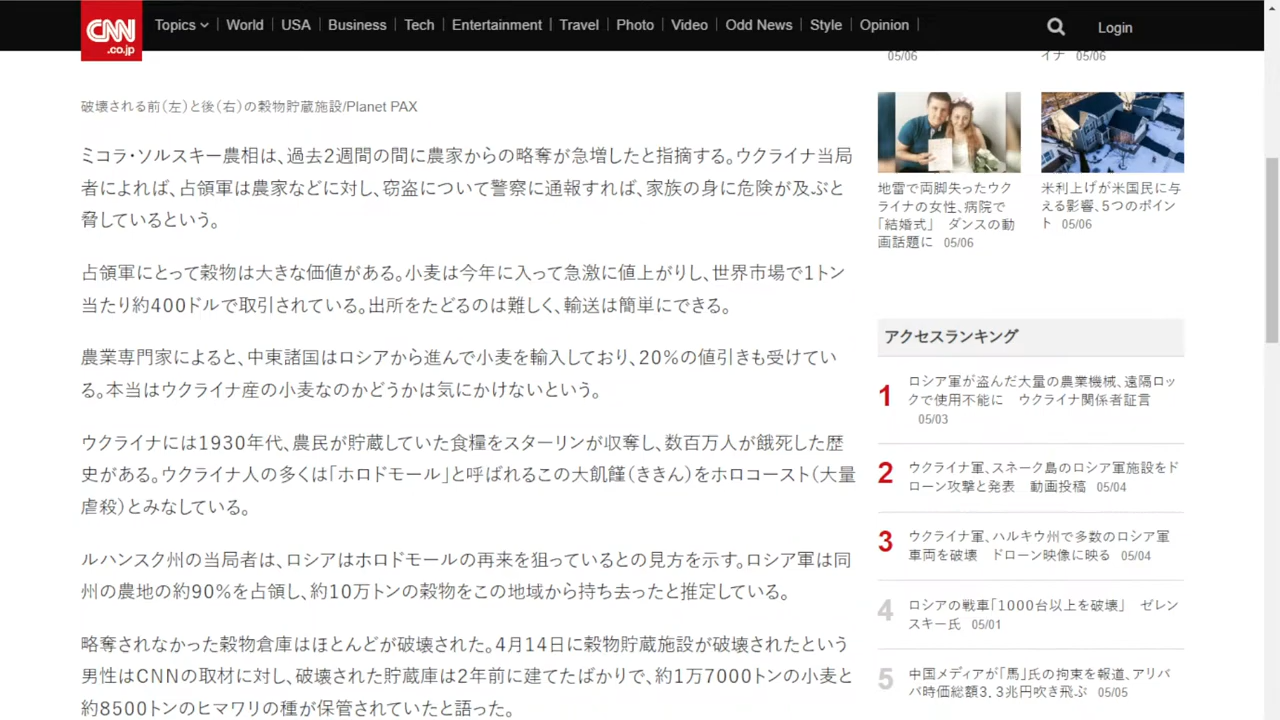 CNN
.co.jp
Topics
World
USA
Business
Tech
Entertainment
Travel
Photo
Video
Odd News
Style
Opinion
Login
破壊される前（左）と後（右）の穀物貯蔵施設/Planet PAX
ミコラ・ソルスキー農相は、過去2週間の間に農家からの略奪が急増したと指摘する。ウクライナ当局
者によれば、占領軍は農家などに対し、窃盗について警察に通報すれば、家族の身に危険が及ぶと
脅しているという。
占領軍にとって穀物は大きな価値がある。小麦は今年に入って急激に値上がりし、世界市場で1トン
当たり約400ドルで取引されている。出所をたどるのは難しく、輸送は簡単にできる。
農業専門家によると、中東諸国はロシアから進んで小麦を輸入しており、20％の値引きも受けてい
る。本当はウクライナ産の小麦なのかどうかは気にかけないという。
ウクライナには1930年代、農民が貯蔵していた食糧をスターリンが収奪し、数百万人が餓死した歴
史がある。ウクライナ人の多くは「ホロドモール」と呼ばれるこの大飢饉（ききん）をホロコースト（大量
虐殺）とみなしている。
ルハンスク州の当局者は、ロシアはホロドモールの再来を狙っているとの見方を示す。ロシア軍は同
州の農地の約90％を占領し、約10万トンの穀物をこの地域から持ち去ったと推定している。
略奪されなかった穀物倉庫はほとんどが破壊された。4月14日に穀物貯蔵施設が破壊されたという
男性はCNNの取材に対し、破壊された貯蔵庫は2年前に建てたばかりで、約1万7000トンの小麦と
約8500トンのヒマワリの種が保管されていたと語った。
05/06
イナ 05/06
地雷で両脚失ったウク
ライナの女性、病院で
「結婚式」 ダンスの動
画話題に 05/06
米利上げが米国民に与
える影響、5つのポイン
ト 05/06
アクセスランキング
1
ロシア軍が盗んだ大量の農業機械、遠隔ロッ
クで使用不能に ウクライナ関係者証言
05/03
2
ウクライナ軍、スネーク島のロシア軍施設をド
ローン攻撃と発表 動画投稿 05/04
3
ウクライナ軍、ハルキウ州で多数のロシア軍
車両を破壊 ドローン映像に映る 05/04
4
ロシアの戦車「1000台以上を破壊」 ゼレン
スキー氏 05/01
5
中国メディアが「馬」氏の拘束を報道、アリババ
時価総額3．3兆円吹き飛ぶ 05/05